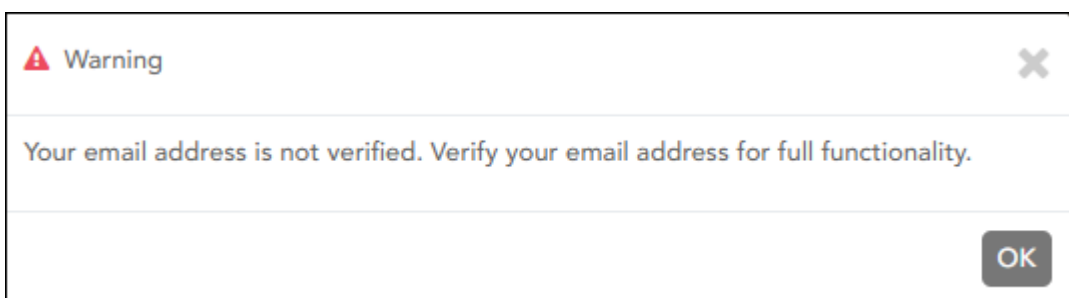 Warning
Your email address is not verified. Verify your email address for full functionality.
OK